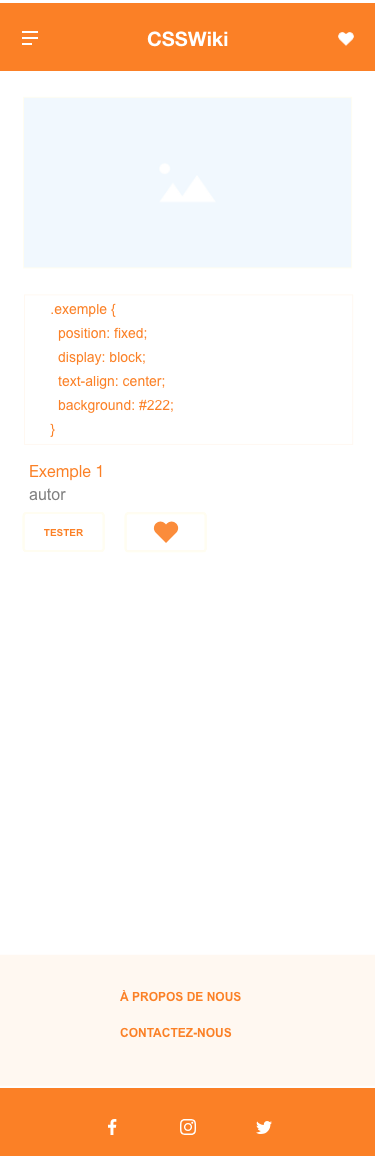 CSSWiki
.exemple {
position: fixed;
display: block;
text-align: center;
background: #222;
}
Exemple 1
autor
TESTER
À PROPOS DE NOUS
CONTACTEZ-NOUS